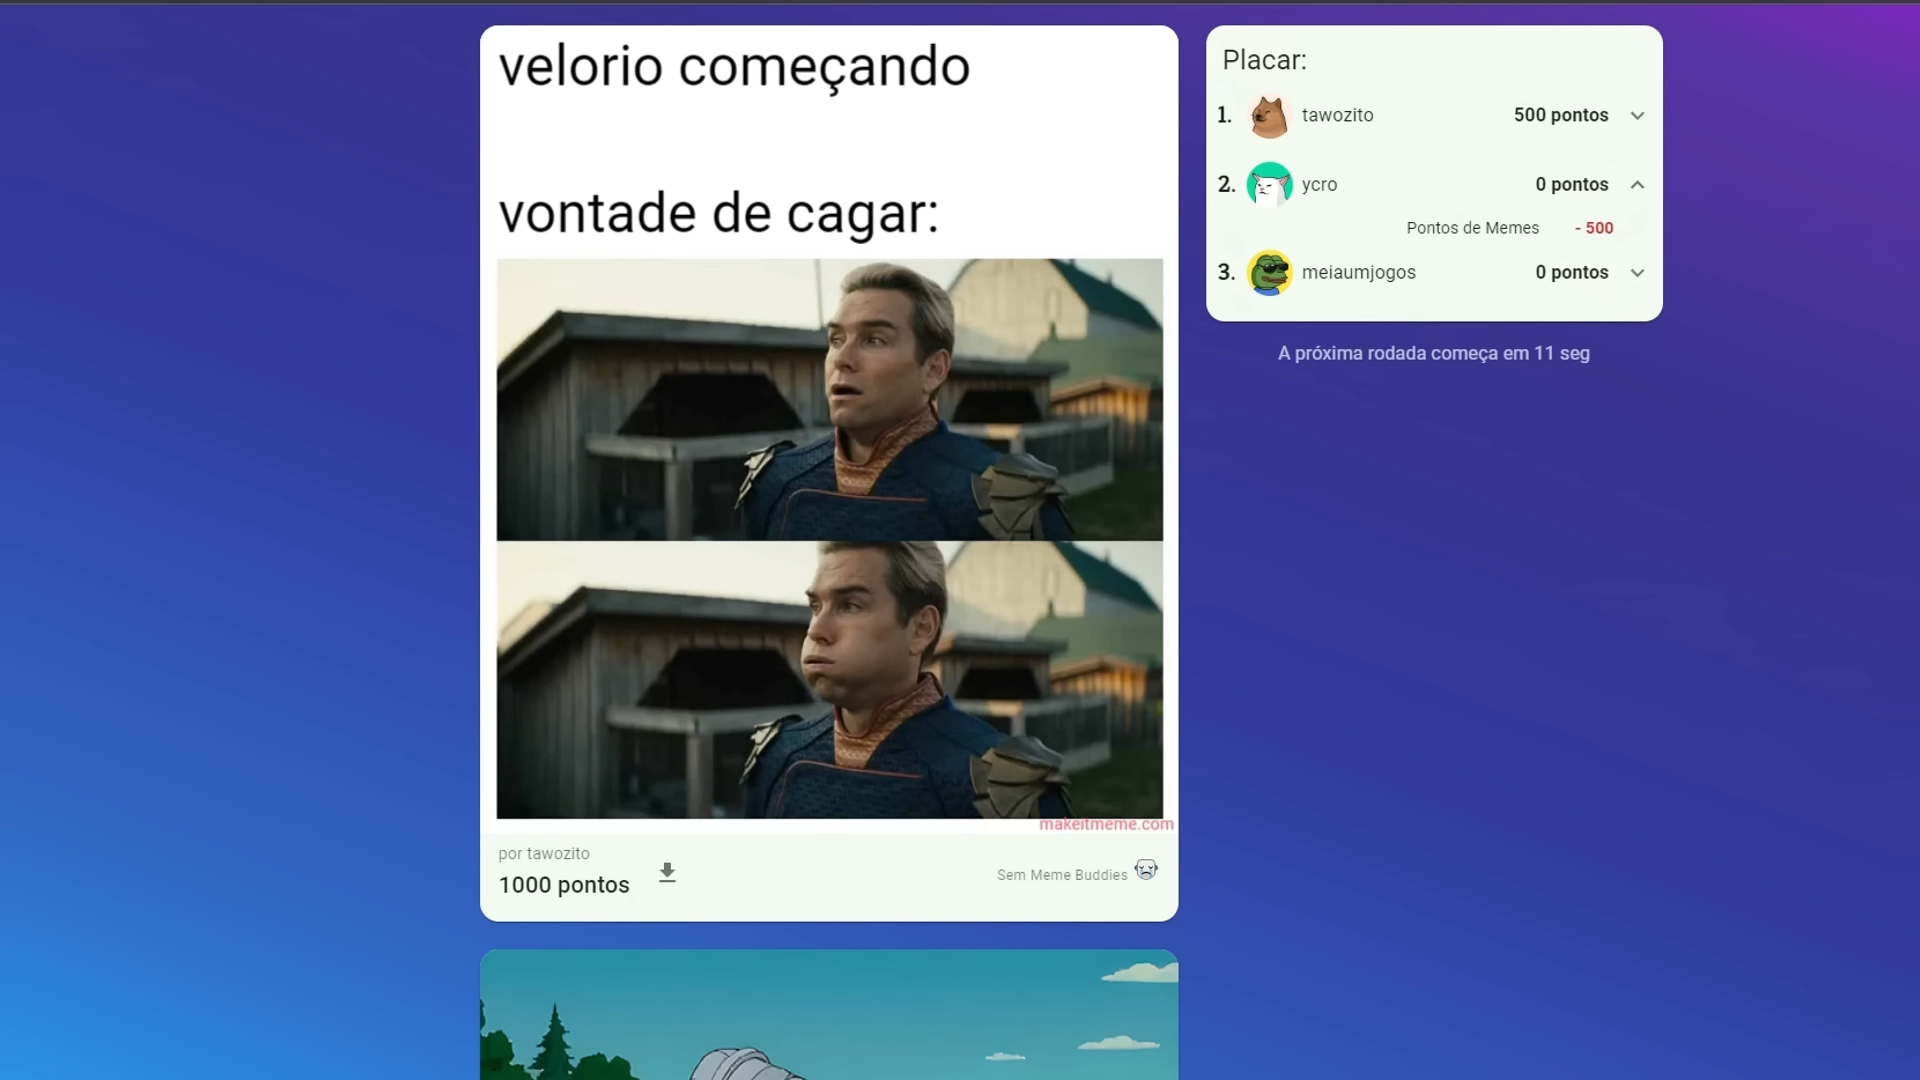 velorio começando
vontade de cagar:
makeitmeme.com
por tawozito
1000 pontos
Sem Meme Buddies
Placar:
1. tawozito 500 pontos
2. ycro 0 pontos
Pontos de Memes - 500
3. meiaumjogos 0 pontos
A próxima rodada começa em 11 seg